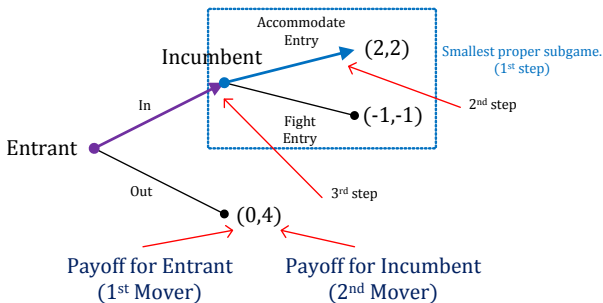 Accommodate
Entry
Incumbent
(2,2)
Smallest proper subgame.
(1st step)
In
2nd step
Fight
Entry
(-1,-1)
Entrant
Out
3rd step
(0,4)
Payoff for Entrant
(1st Mover)
Payoff for Incumbent
(2nd Mover)